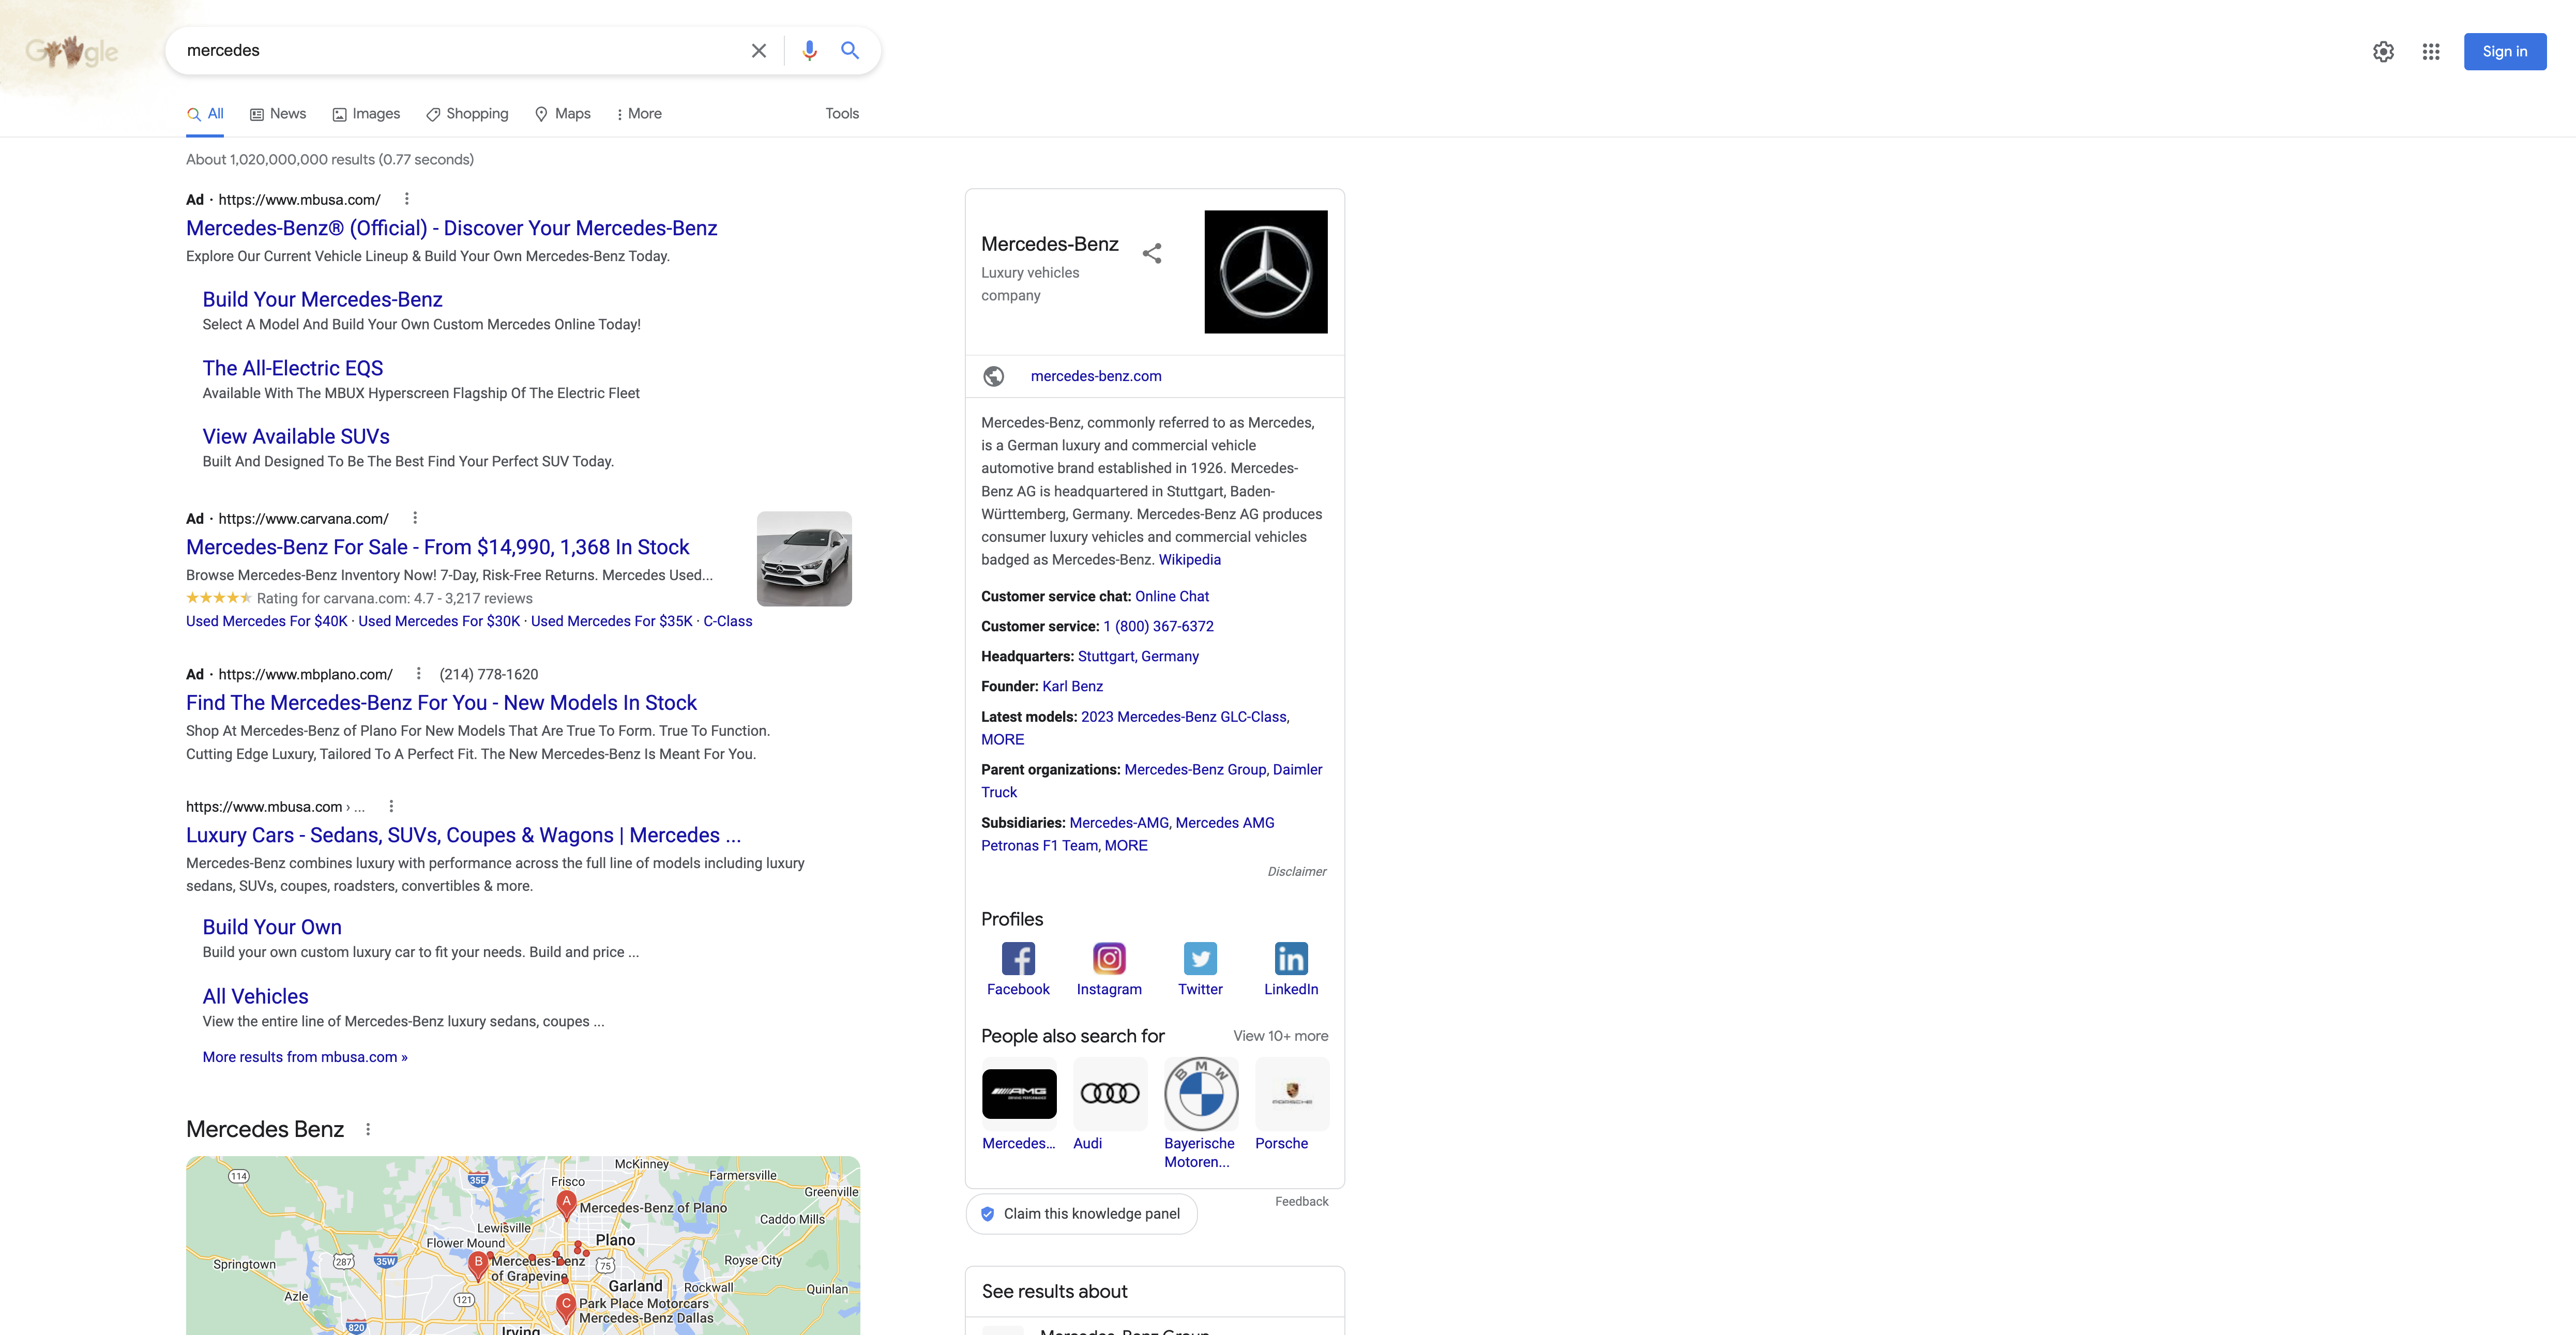 Google
mercedes
Sign in
All
News
Images
Shopping
Maps
More
Tools
About 1,020,000,000 results (0.77 seconds)
Ad · https://www.mbusa.com/
Mercedes-Benz® (Official) - Discover Your Mercedes-Benz
Explore Our Current Vehicle Lineup & Build Your Own Mercedes-Benz Today.
Build Your Mercedes-Benz
Select A Model And Build Your Own Custom Mercedes Online Today!
The All-Electric EQS
Available With The MBUX Hyperscreen Flagship Of The Electric Fleet
View Available SUVs
Built And Designed To Be The Best Find Your Perfect SUV Today.
Ad · https://www.carvana.com/
Mercedes-Benz For Sale - From $14,990, 1,368 In Stock
Browse Mercedes-Benz Inventory Now! 7-Day, Risk-Free Returns. Mercedes Used...
Rating for carvana.com: 4.7 - 3,217 reviews
Used Mercedes For $40K · Used Mercedes For $30K · Used Mercedes For $35K · C-Class
Ad · https://www.mbplano.com/ (214) 778-1620
Find The Mercedes-Benz For You - New Models In Stock
Shop At Mercedes-Benz of Plano For New Models That Are True To Form. True To Function.
Cutting Edge Luxury, Tailored To A Perfect Fit. The New Mercedes-Benz Is Meant For You.
https://www.mbusa.com › ...
Luxury Cars - Sedans, SUVs, Coupes & Wagons | Mercedes ...
Mercedes-Benz combines luxury with performance across the full line of models including luxury
sedans, SUVs, coupes, roadsters, convertibles & more.
Build Your Own
Build your own custom luxury car to fit your needs. Build and price ...
All Vehicles
View the entire line of Mercedes-Benz luxury sedans, coupes ...
More results from mbusa.com »
Mercedes Benz
114
35E
McKinney
Frisco
Farmersville
Greenville
A
Mercedes-Benz of Plano
Caddo Mills
Lewisville
Flower Mound
Plano
Springtown
287
35W
B
Mercedes-Benz
of Grapevine
75
Royse City
Garland
Rockwall
Quinlan
Azle
121
C
Park Place Motorcars
Mercedes-Benz Dallas
820
Irving
Mercedes-Benz
Luxury vehicles
company
mercedes-benz.com
Mercedes-Benz, commonly referred to as Mercedes,
is a German luxury and commercial vehicle
automotive brand established in 1926. Mercedes-
Benz AG is headquartered in Stuttgart, Baden-
Württemberg, Germany. Mercedes-Benz AG produces
consumer luxury vehicles and commercial vehicles
badged as Mercedes-Benz. Wikipedia
Customer service chat: Online Chat
Customer service: 1 (800) 367-6372
Headquarters: Stuttgart, Germany
Founder: Karl Benz
Latest models: 2023 Mercedes-Benz GLC-Class,
MORE
Parent organizations: Mercedes-Benz Group, Daimler
Truck
Subsidiaries: Mercedes-AMG, Mercedes AMG
Petronas F1 Team, MORE
Disclaimer
Profiles
Facebook
Instagram
Twitter
LinkedIn
People also search for
View 10+ more
AMG
BMW
PORSCHE
Mercedes...
Audi
Bayerische
Motoren...
Porsche
Feedback
Claim this knowledge panel
See results about
Mercedes-Benz Group